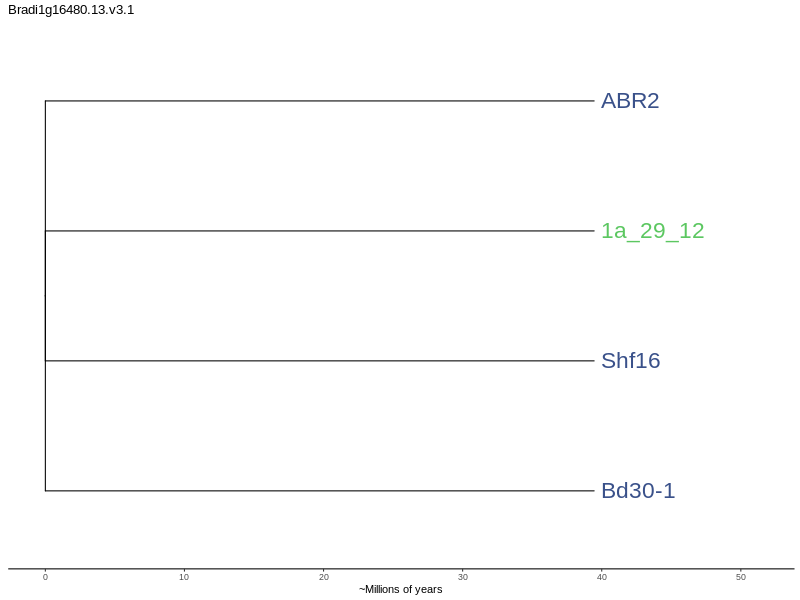 Bradi1g16480.13.v3.1
ABR2
1a_29_12
Shf16
Bd30-1
0 10 20 30 40 50
~Millions of years